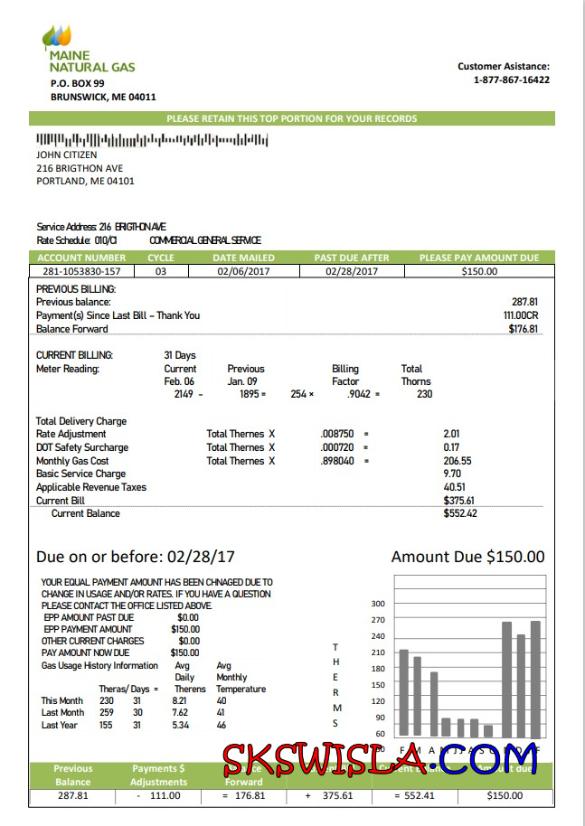 MAINE
NATURAL GAS
P.O. BOX 99
BRUNSWICK, ME 04011
Customer Asistance:
1-877-867-16422
PLEASE RETAIN THIS TOP PORTION FOR YOUR RECORDS
JOHN CITIZEN
216 BRIGTHON AVE
PORTLAND, ME 04101
Service Address: 216 BRIGTHON AVE
Rate Schedule: 010/CI COMMERCIAL GENERAL SERVICE
ACCOUNT NUMBER CYCLE DATE MAILED PAST DUE AFTER PLEASE PAY AMOUNT DUE
281-1053830-157 03 02/06/2017 02/28/2017 $150.00
PREVIOUS BILLING:
Previous balance: 287.81
Payment(s) Since Last Bill – Thank You 111.00CR
Balance Forward $176.81
CURRENT BILLING: 31 Days
Meter Reading: Current Previous Billing Total
Feb. 06 Jan. 09 Factor Thorns
2149 - 1895 = 254 × .9042 = 230
Total Delivery Charge
Rate Adjustment Total Thernes X .008750 = 2.01
DOT Safety Surcharge Total Thernes X .000720 = 0.17
Monthly Gas Cost Total Thernes X .898040 = 206.55
Basic Service Charge 9.70
Applicable Revenue Taxes 40.51
Current Bill $375.61
Current Balance $552.42
Due on or before: 02/28/17 Amount Due $150.00
YOUR EQUAL PAYMENT AMOUNT HAS BEEN CHNAGED DUE TO
CHANGE IN USAGE AND/OR RATES. IF YOU HAVE A QUESTION
PLEASE CONTACT THE OFFICE LISTED ABOVE.
EPP AMOUNT PAST DUE $0.00
EPP PAYMENT AMOUNT $150.00
OTHER CURRENT CHARGES $0.00
PAY AMOUNT NOW DUE $150.00
Gas Usage History Information Avg Avg
Daily Monthly
Theras/ Days = Therens Temperature
This Month 230 31 8.21 40
Last Month 259 30 7.62 41
Last Year 155 31 5.34 46
THERMS
300
270
240
210
180
150
120
90
60
SKSWISLA.COM
Previous Payments $ Amount due
Balance Adjustments Forward
287.81 - 111.00 = 176.81 + 375.61 = 552.41 $150.00